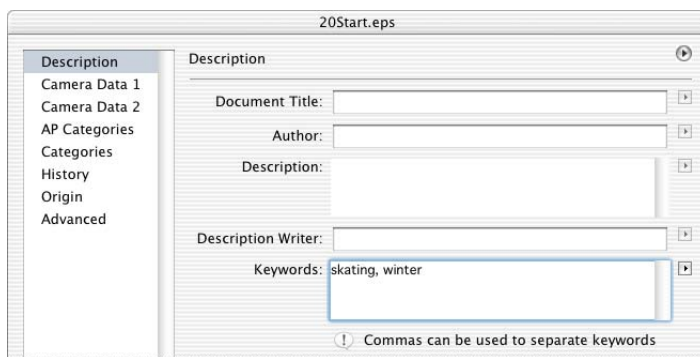 20Start.eps
Description
Camera Data 1
Camera Data 2
AP Categories
Categories
History
Origin
Advanced
Description
Document Title:
Author:
Description:
Description Writer:
Keywords: skating, winter
! Commas can be used to separate keywords